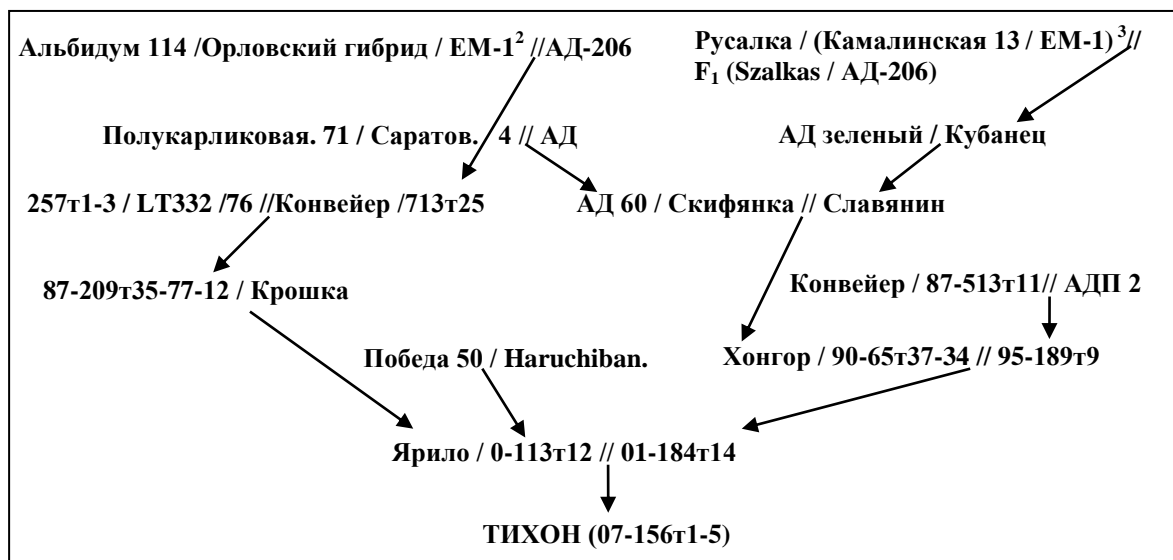 Альбидум 114 /Орловский гибрид / ЕМ-1² //АД-206
Русалка / (Камалинская 13 / ЕМ-1) ³//
F₁ (Szalkas / АД-206)
Полукарликовая. 71 / Саратов. 4 // АД
АД зеленый / Кубанец
257т1-3 / LT332 /76 //Конвейер /713т25
АД 60 / Скифянка // Славянин
87-209т35-77-12 / Крошка
Конвейер / 87-513т11// АДП 2
Победа 50 / Haruchiban.
Хонгор / 90-65т37-34 // 95-189т9
Ярило / 0-113т12 // 01-184т14
ТИХОН (07-156т1-5)